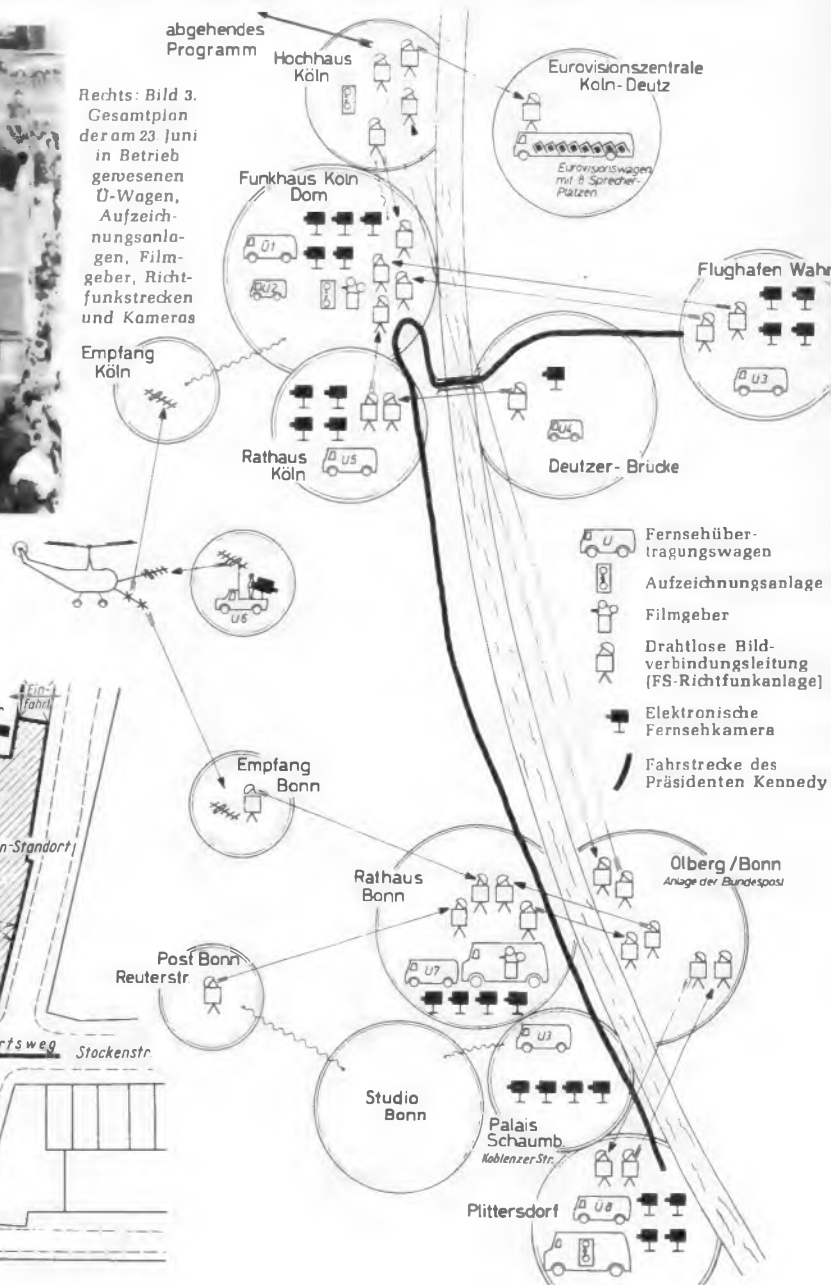 abgehendes
Programm
Hochhaus
Köln
Eurovisionszentrale
Köln-Deutz
Eurovisionswagen
mit 8 Sprecher-
Plätzen
Rechts: Bild 3.
Gesamtplan
der am 23. Juni
in Betrieb
gewesenen
Ü-Wagen,
Aufzeich-
nungsanla-
gen, Film-
geber, Richt-
funkstrecken
und Kameras
Funkhaus Köln
Dom
Ü1
Ü2
Flughafen Wahn
Ü3
Empfang
Köln
Rathaus
Köln
Ü5
Ü4
Deutzer-Brücke
Ü6
Ü
Fernsehüber-
tragungswagen
Aufzeichnungsanlage
Filmgeber
Drahtlose Bild-
verbindungsleitung
(FS-Richtfunkanlage)
Elektronische
Fernsehkamera
Fahrstrecke des
Präsidenten Kennedy
Ein-
fahrt
n-Standort
rtsweg
Stockenstr.
Empfang
Bonn
Rathaus
Bonn
Ü7
Ölberg/Bonn
Anlage der Bundespost
Post Bonn
Reuterstr.
Studio
Bonn
Ü3
Palais
Schaumb.
Koblenzer Str.
Plittersdorf
Ü8